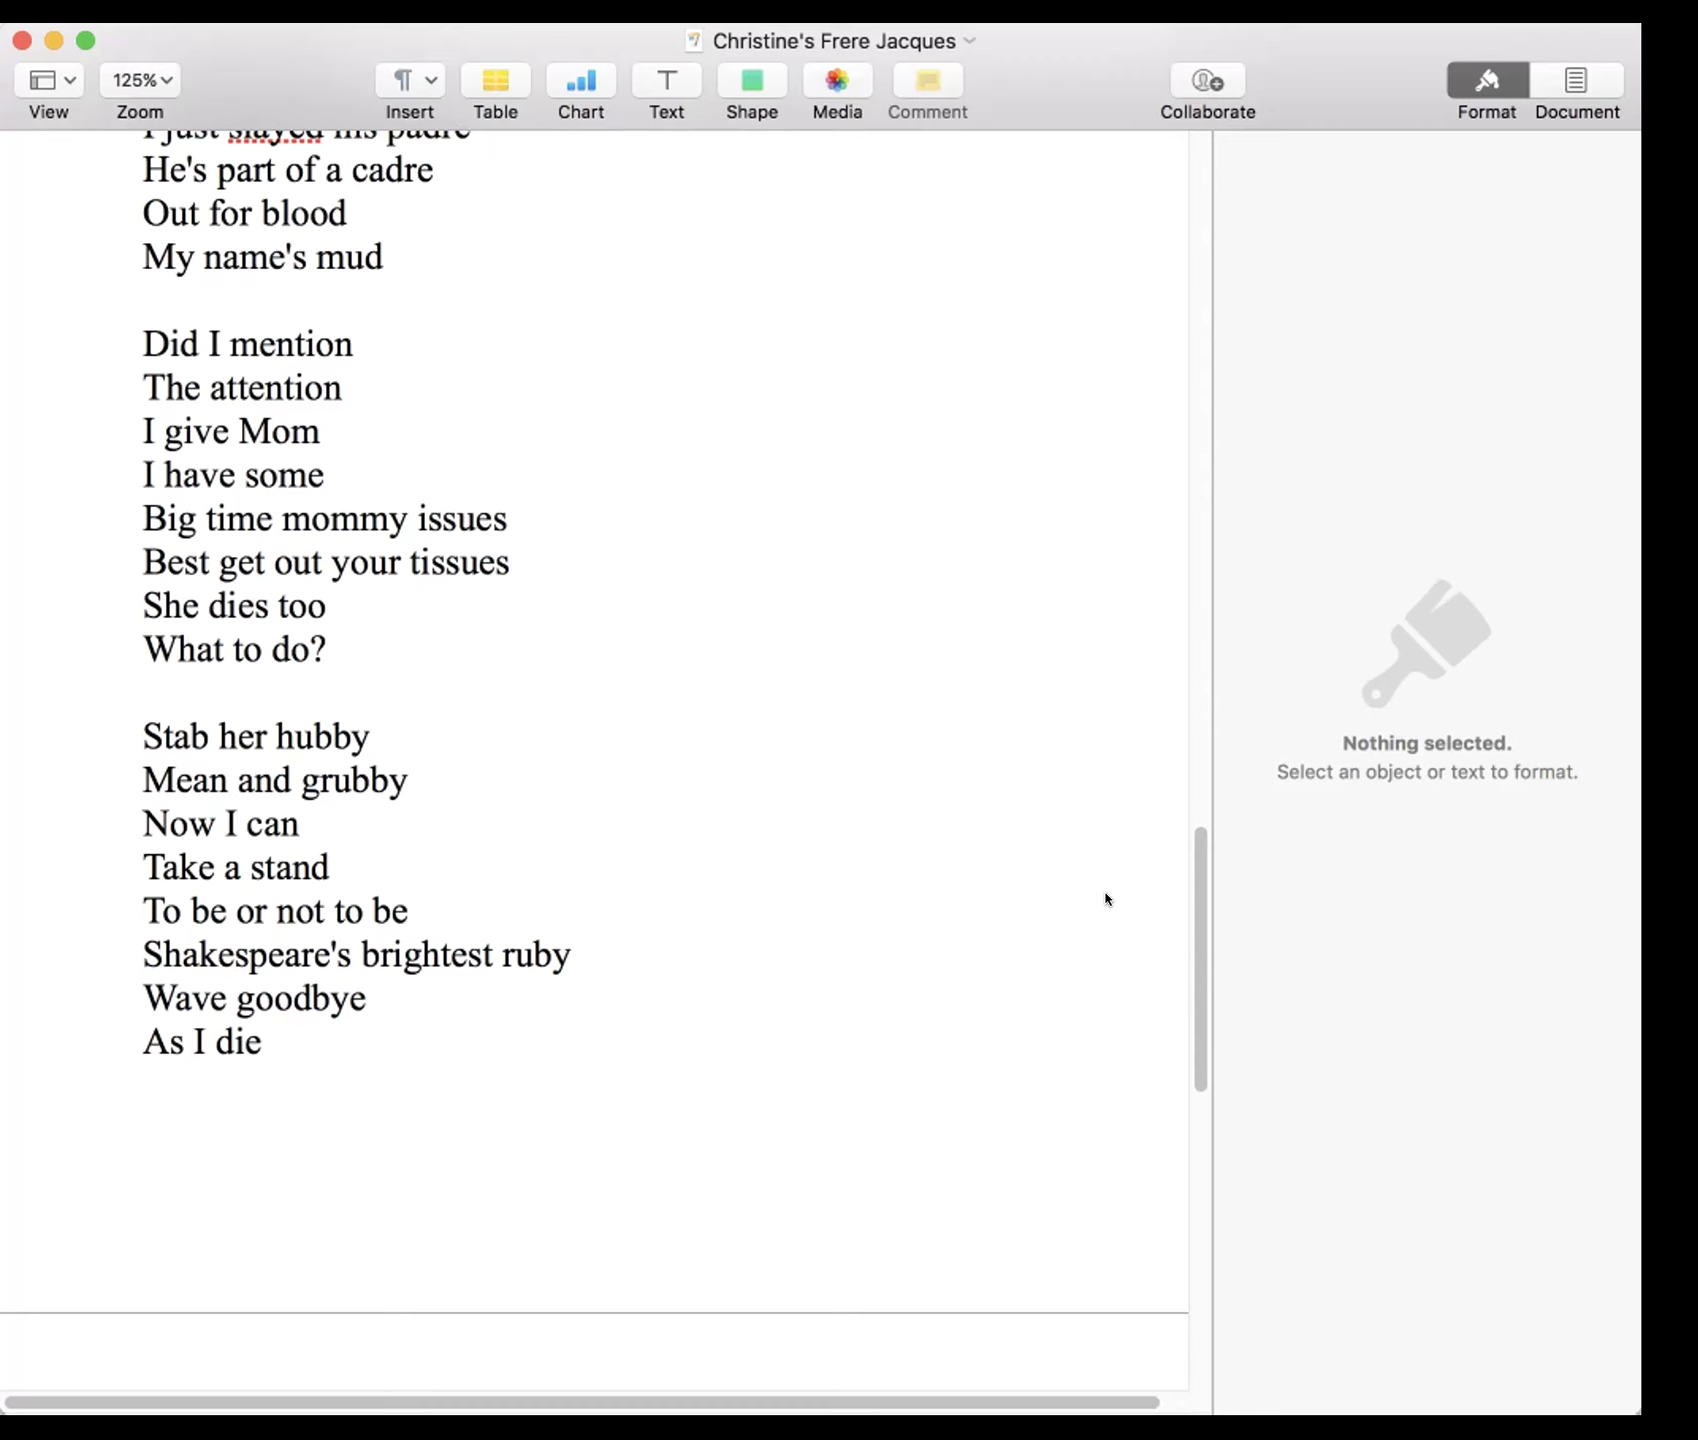 Christine's Frere Jacques
125%
View
Zoom
Insert
Table
Chart
Text
Shape
Media
Comment
Collaborate
Format
Document
I just slayed his padre
He's part of a cadre
Out for blood
My name's mud
Did I mention
The attention
I give Mom
I have some
Big time mommy issues
Best get out your tissues
She dies too
What to do?
Stab her hubby
Mean and grubby
Now I can
Take a stand
To be or not to be
Shakespeare's brightest ruby
Wave goodbye
As I die
Nothing selected.
Select an object or text to format.